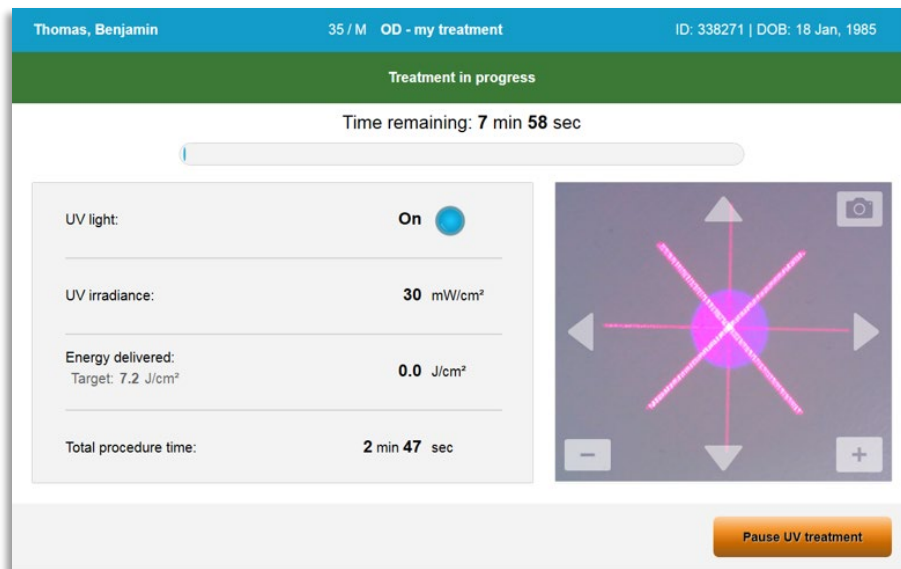 Thomas, Benjamin 35 / M OD - my treatment ID: 338271 | DOB: 18 Jan, 1985
Treatment in progress
Time remaining: 7 min 58 sec
UV light: On
UV irradiance: 30 mW/cm²
Energy delivered: 0.0 J/cm²
Target: 7.2 J/cm²
Total procedure time: 2 min 47 sec
Pause UV treatment